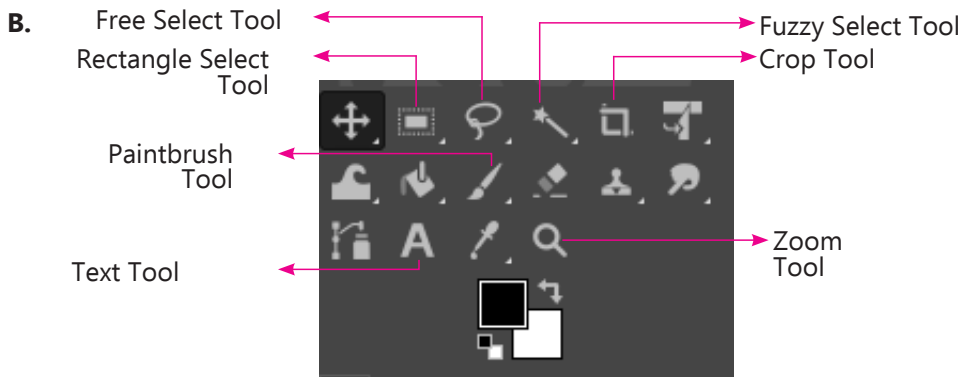 B.
Free Select Tool
Fuzzy Select Tool
Rectangle Select
Tool
Crop Tool
Paintbrush
Tool
Zoom
Tool
Text Tool